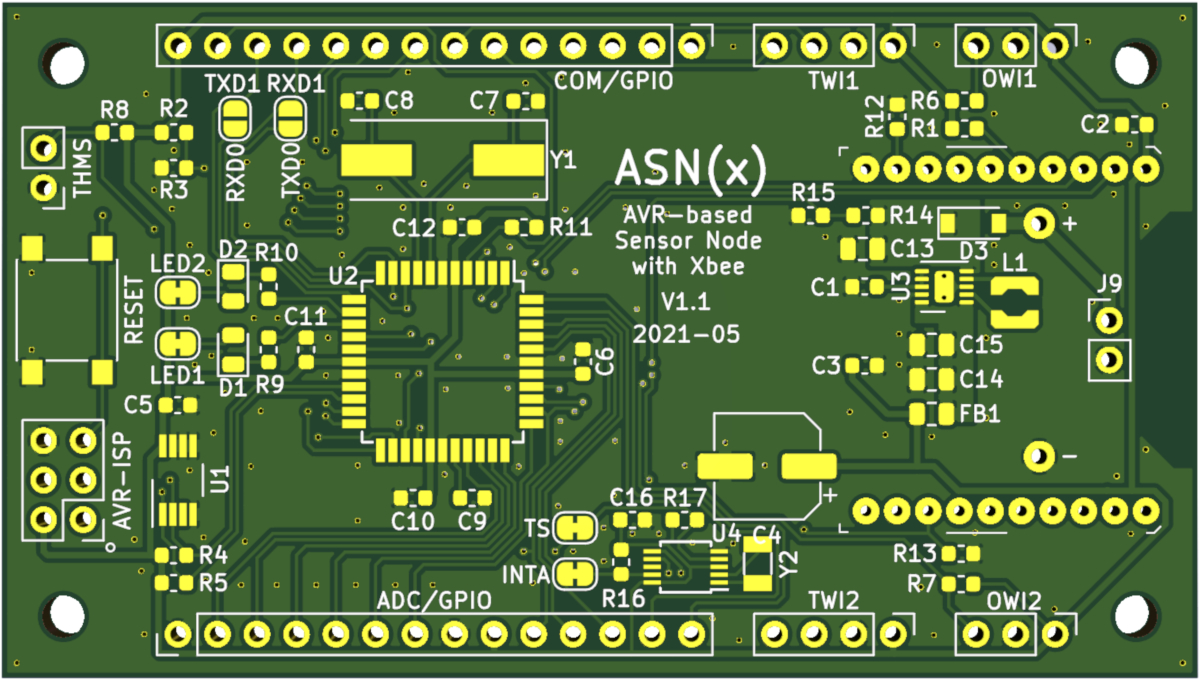 COM/GPIO
TWI1
OWI1
TXD1
RXD1
RXD0
TXD0
C8
C7
R8
R2
R3
R12
R6
R1
C2
THMS
Y1
ASN(x)
AVR-based
Sensor Node
with Xbee
V1.1
2021-05
R15
R14
+
C12
R11
C13
D3
LED2
D2
R10
U2
C1
U3
L1
J9
RESET
C11
C6
C15
LED1
D1
R9
C3
C14
C5
FB1
AVR-ISP
U1
-
C10
C9
+
C16
R17
TS
U4
C4
Y2
INTA
R16
R4
R5
R13
R7
ADC/GPIO
TWI2
OWI2